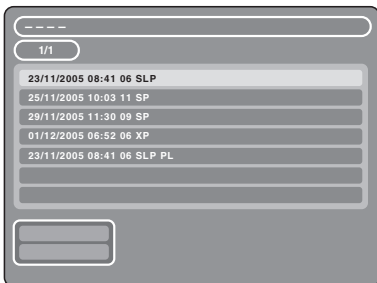 – – – –
1/1
23/11/2005 08:41 06 SLP
25/11/2005 10:03 11 SP
29/11/2005 11:30 09 SP
01/12/2005 06:52 06 XP
23/11/2005 08:41 06 SLP PL